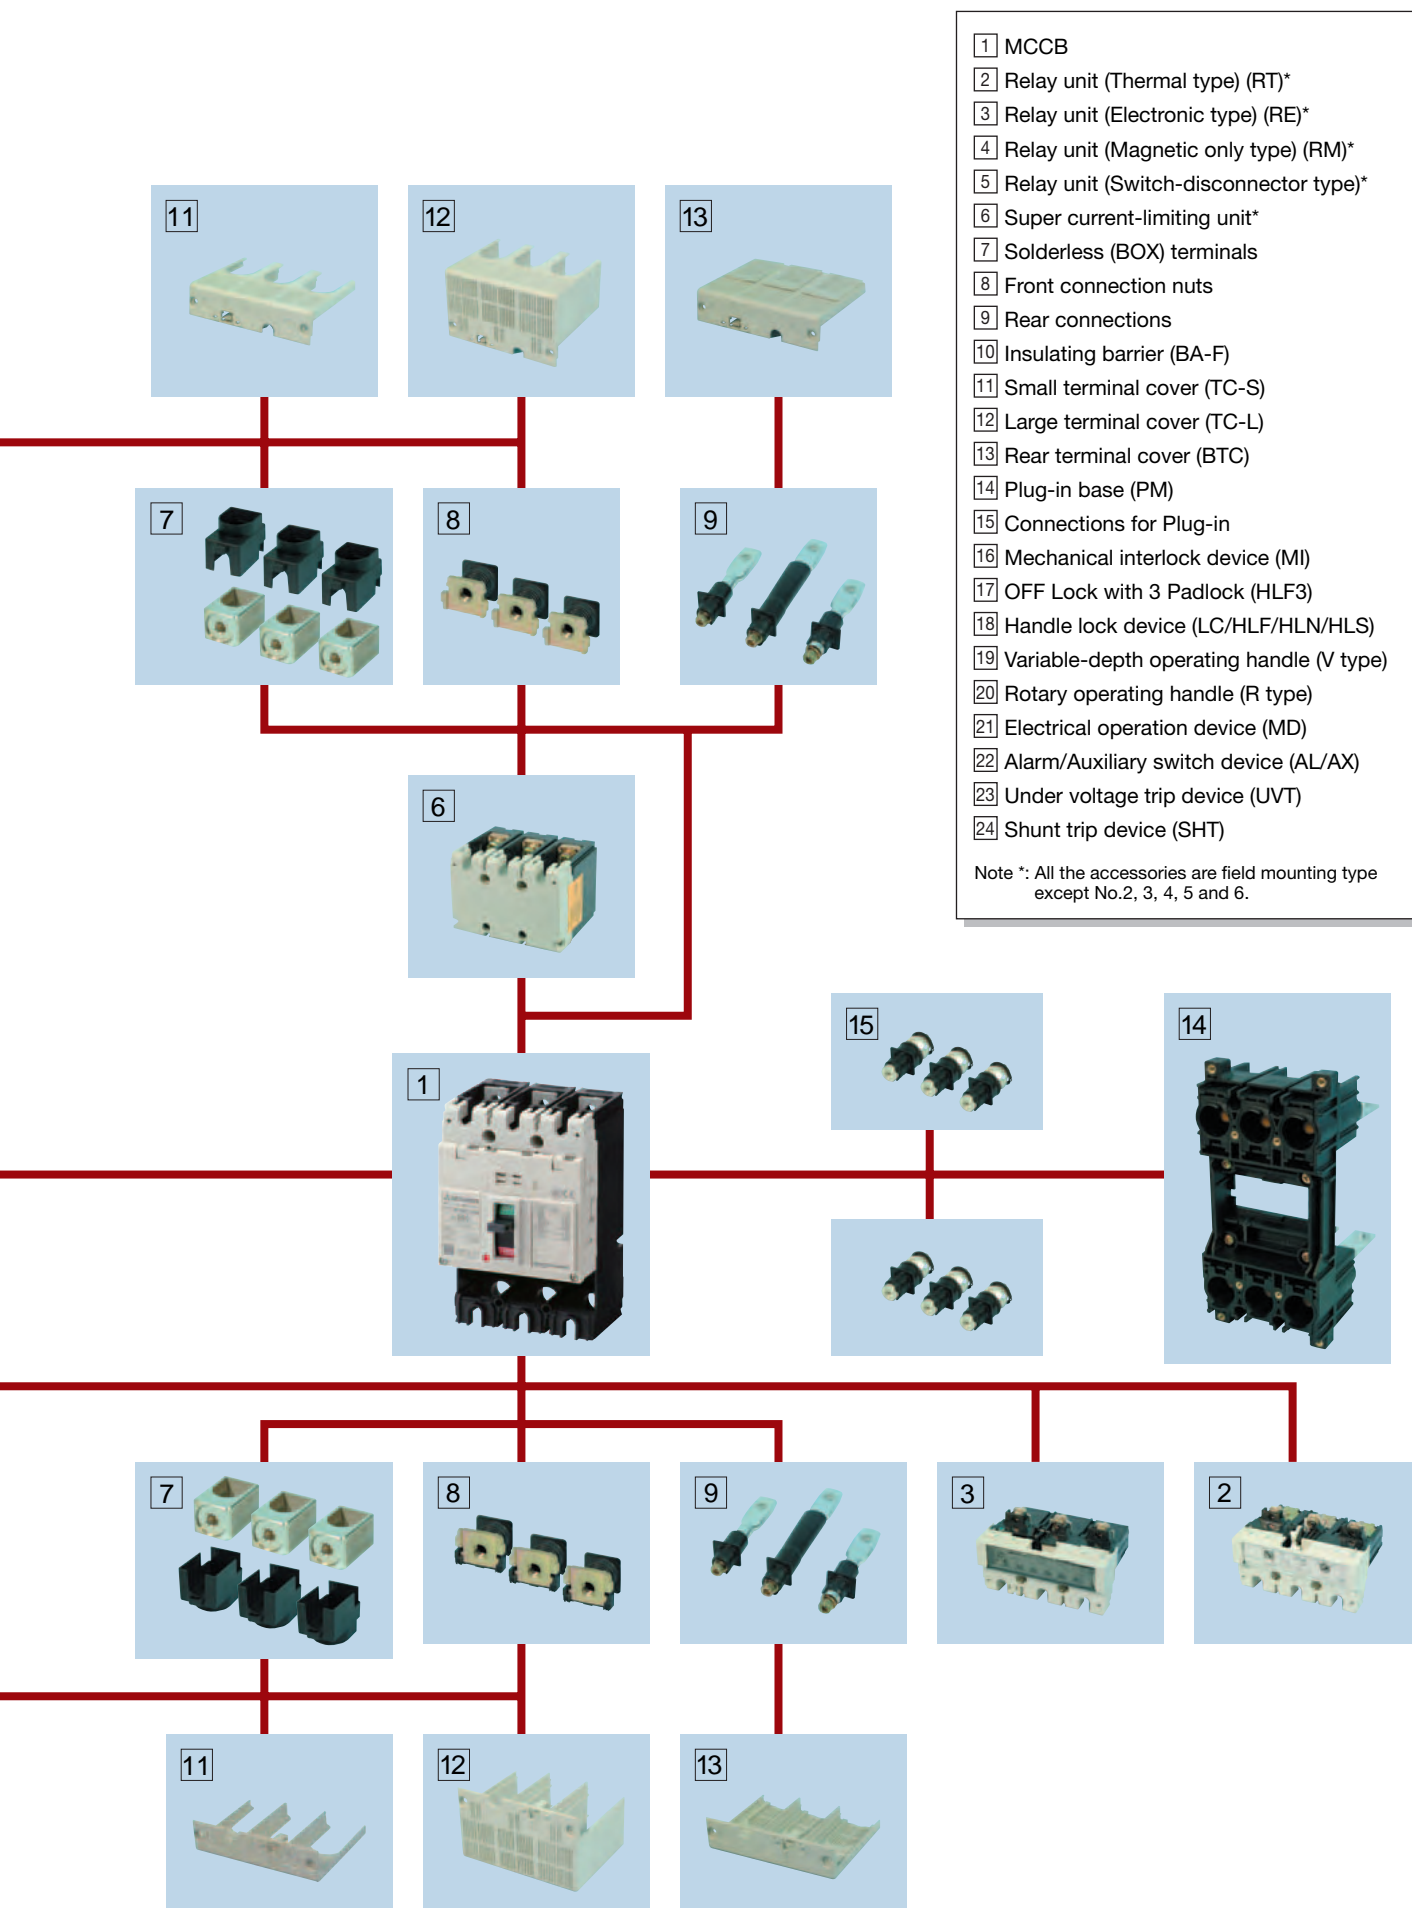 1 MCCB
2 Relay unit (Thermal type) (RT)*
3 Relay unit (Electronic type) (RE)*
4 Relay unit (Magnetic only type) (RM)*
5 Relay unit (Switch-disconnector type)*
6 Super current-limiting unit*
7 Solderless (BOX) terminals
8 Front connection nuts
9 Rear connections
10 Insulating barrier (BA-F)
11 Small terminal cover (TC-S)
12 Large terminal cover (TC-L)
13 Rear terminal cover (BTC)
14 Plug-in base (PM)
15 Connections for Plug-in
16 Mechanical interlock device (MI)
17 OFF Lock with 3 Padlock (HLF3)
18 Handle lock device (LC/HLF/HLN/HLS)
19 Variable-depth operating handle (V type)
20 Rotary operating handle (R type)
21 Electrical operation device (MD)
22 Alarm/Auxiliary switch device (AL/AX)
23 Under voltage trip device (UVT)
24 Shunt trip device (SHT)
Note *: All the accessories are field mounting type
except No.2, 3, 4, 5 and 6.
11
12
13
7
8
9
6
15
14
1
7
8
9
3
2
11
12
13